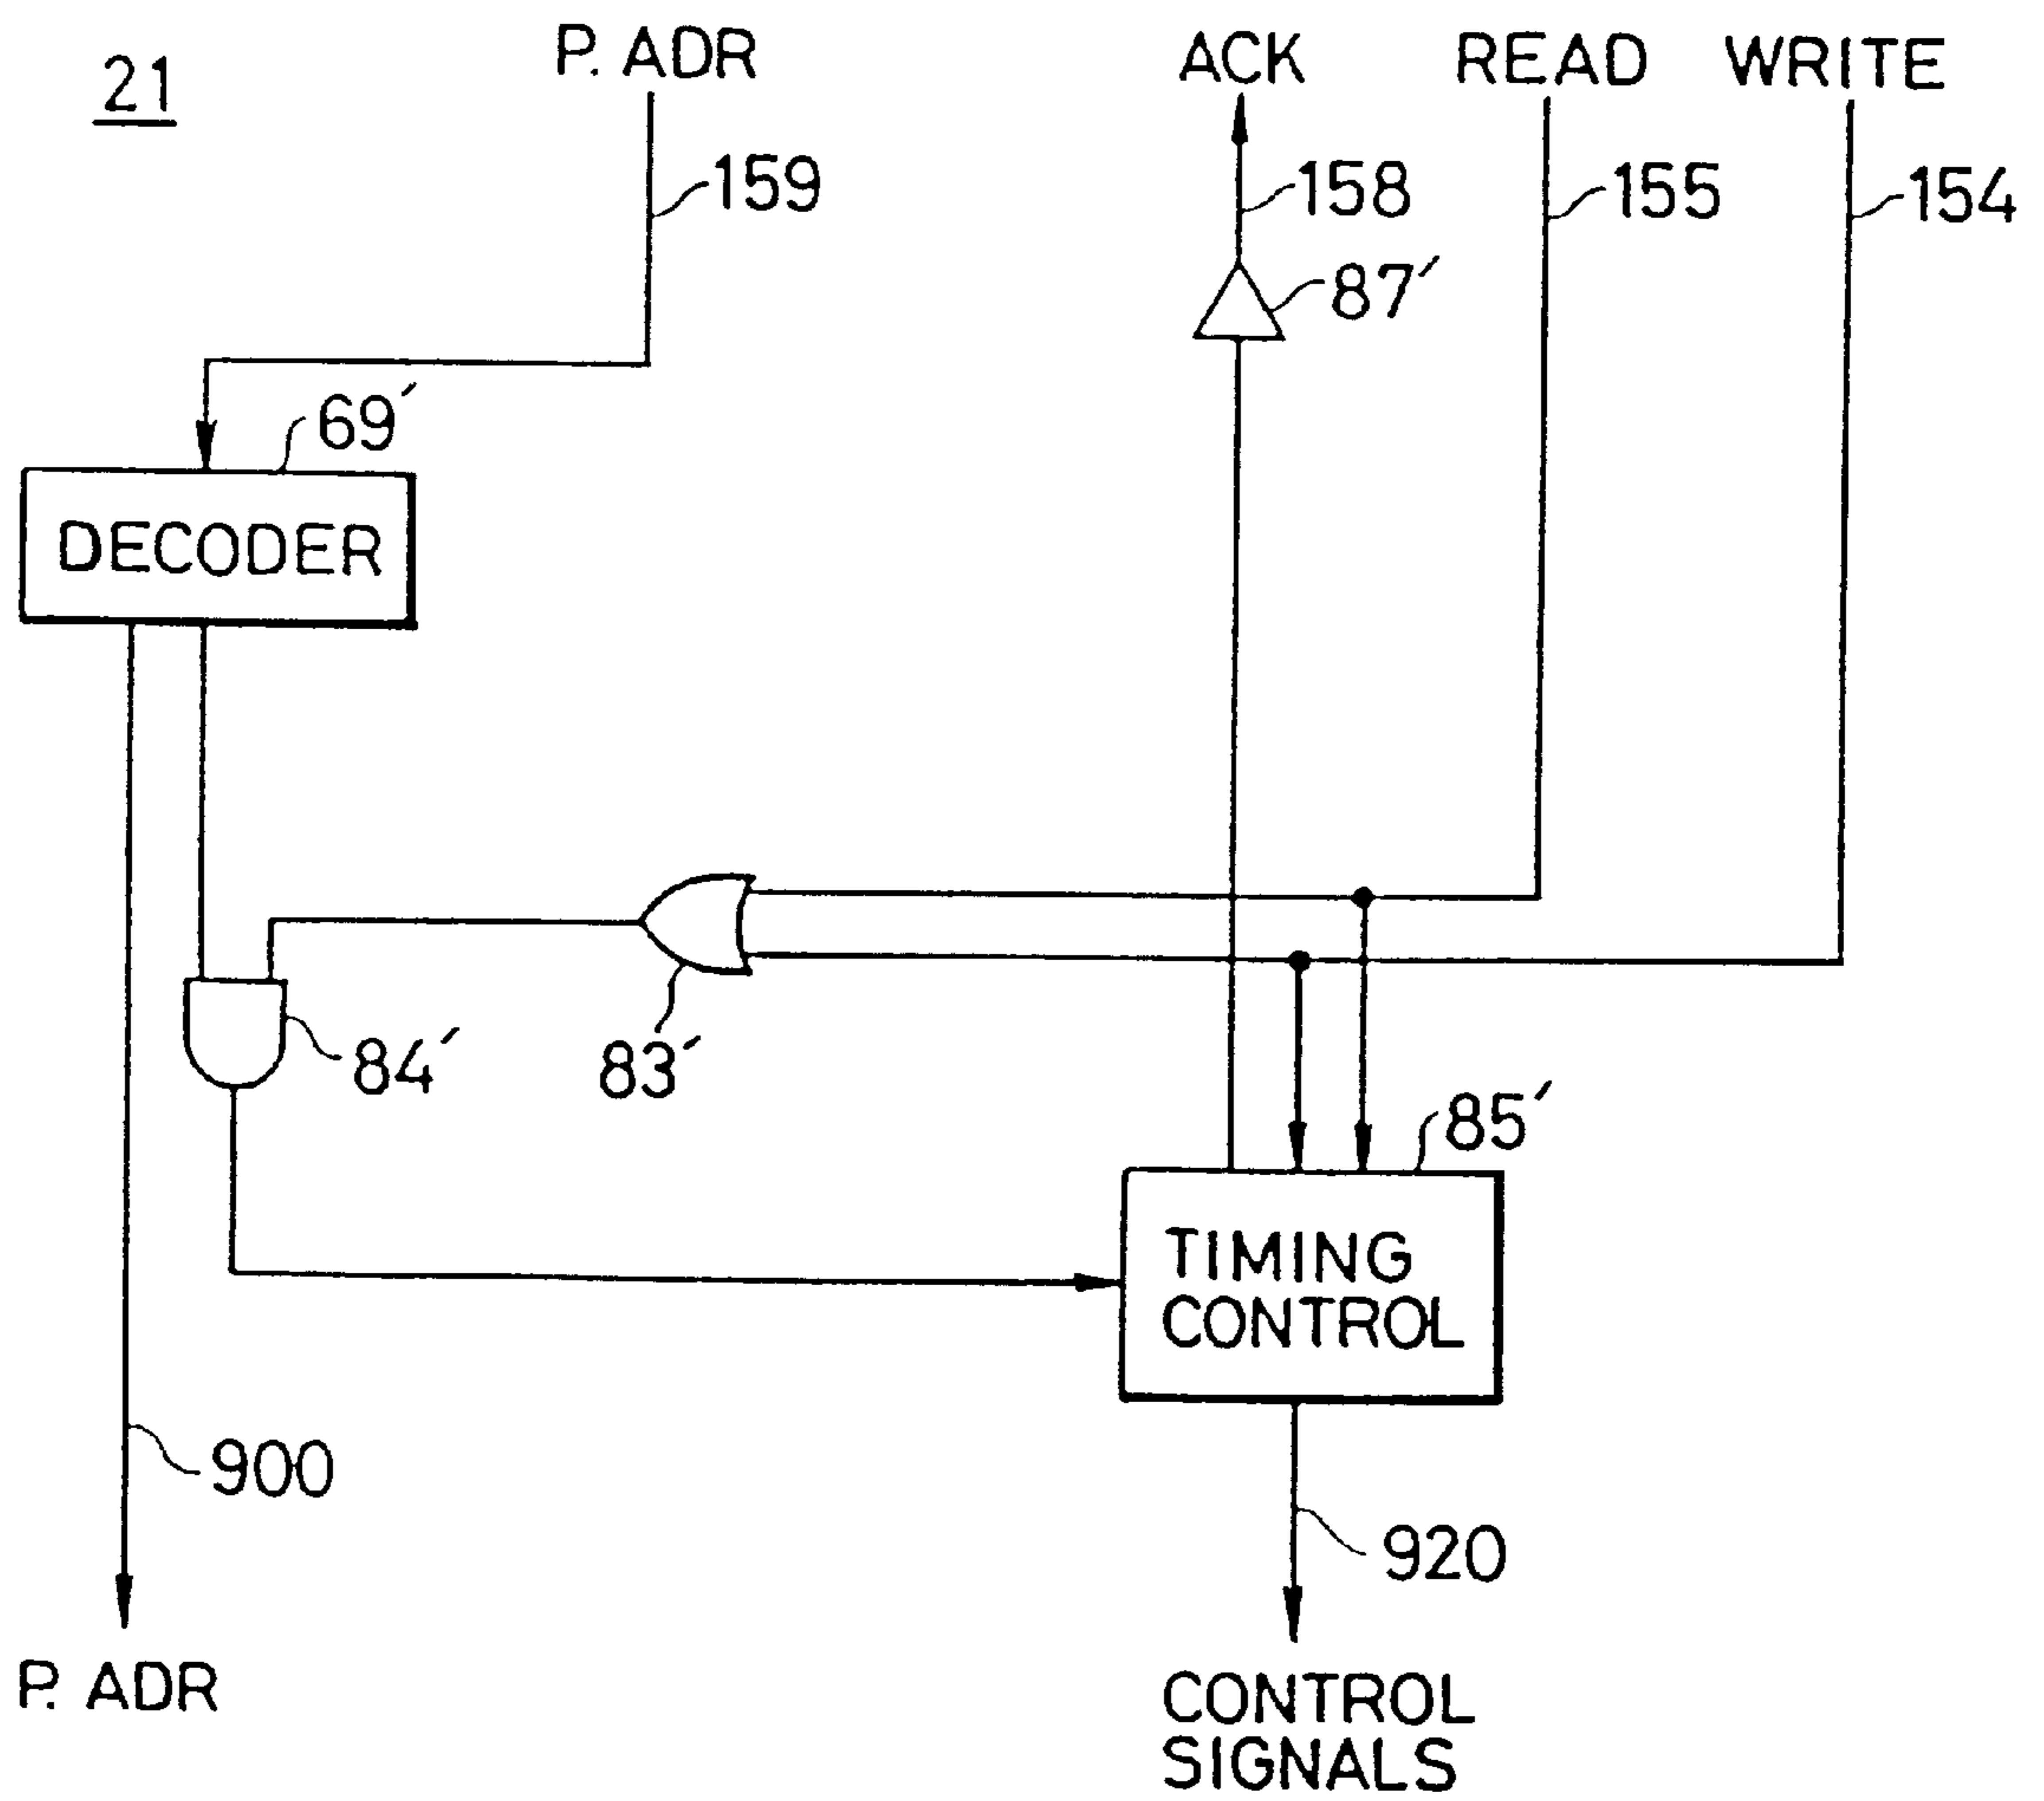 21
P. ADR
ACK
READ
WRITE
159
158
155
154
87′
69′
DECODER
84′
83′
85′
TIMING
CONTROL
900
920
P. ADR
CONTROL
SIGNALS